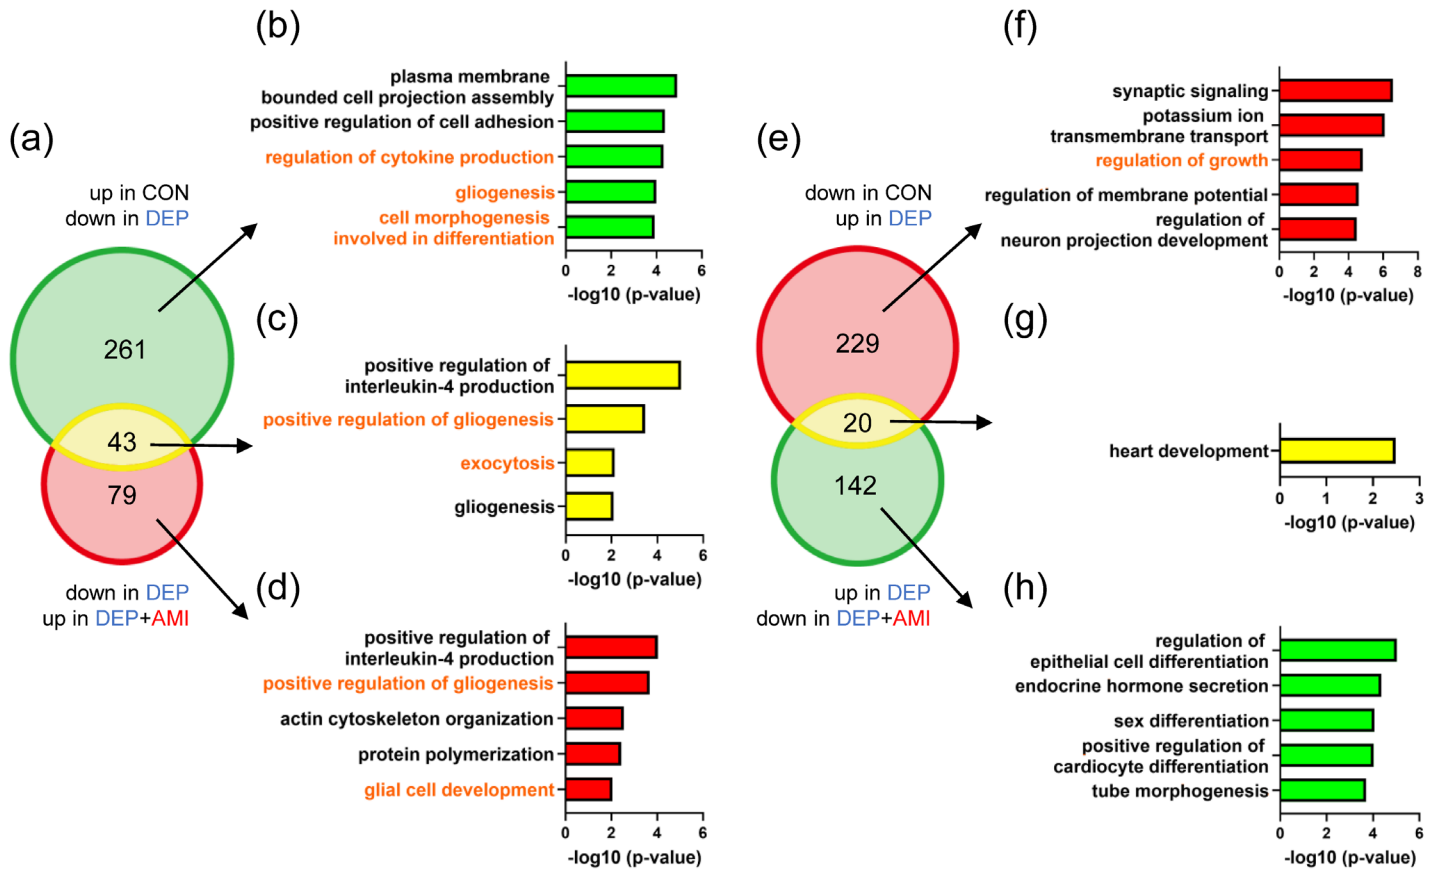 (a)
up in CON
down in DEP
261
43
79
down in DEP
up in DEP+AMI
(b)
plasma membrane
bounded cell projection assembly
positive regulation of cell adhesion
regulation of cytokine production
gliogenesis
cell morphogenesis
involved in differentiation
0 2 4 6
-log10 (p-value)
(c)
positive regulation of
interleukin-4 production
positive regulation of gliogenesis
exocytosis
gliogenesis
0 2 4 6
-log10 (p-value)
(d)
positive regulation of
interleukin-4 production
positive regulation of gliogenesis
actin cytoskeleton organization
protein polymerization
glial cell development
0 2 4 6
-log10 (p-value)
(e)
down in CON
up in DEP
229
20
142
up in DEP
down in DEP+AMI
(f)
synaptic signaling
potassium ion
transmembrane transport
regulation of growth
regulation of membrane potential
regulation of
neuron projection development
0 2 4 6 8
-log10 (p-value)
(g)
heart development
0 1 2 3
-log10 (p-value)
(h)
regulation of
epithelial cell differentiation
endocrine hormone secretion
sex differentiation
positive regulation of
cardiocyte differentiation
tube morphogenesis
0 2 4 6
-log10 (p-value)